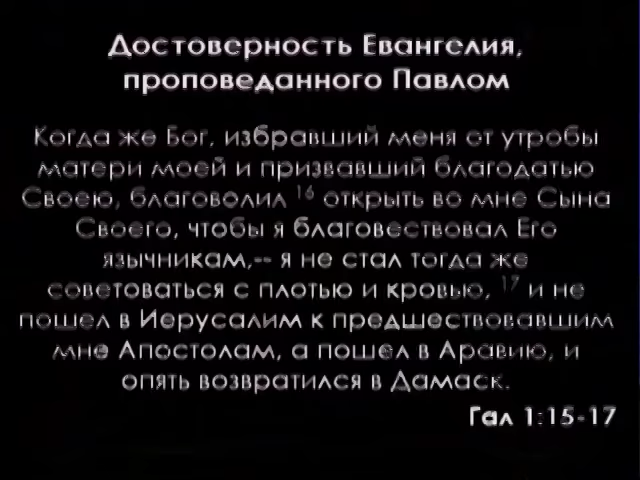 Достоверность Евангелия,
проповеданного Павлом
Когда же Бог, избравший меня от утробы
матери моей и призвавший благодатью
Своею, благоволил 16 открыть во мне Сына
Своего, чтобы я благовествовал Его
язычникам,-- я не стал тогда же
советоваться с плотью и кровью, 17 и не
пошел в Иерусалим к предшествовавшим
мне Апостолам, а пошел в Аравию, и
опять возвратился в Дамаск.
Гал 1:15-17